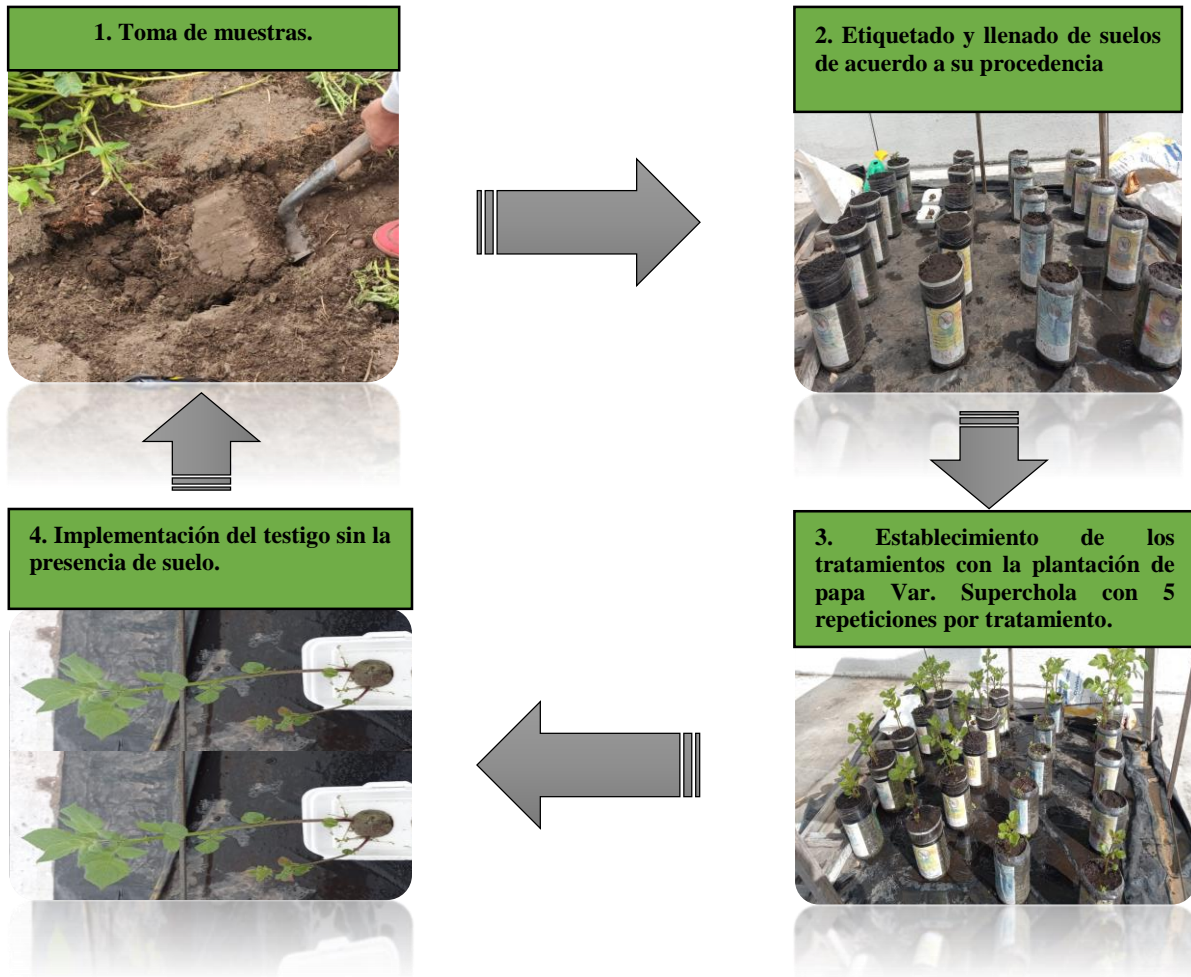 1. Toma de muestras.
2. Etiquetado y llenado de suelos
de acuerdo a su procedencia
3. Establecimiento de los
tratamientos con la plantación de
papa Var. Superchola con 5
repeticiones por tratamiento.
4. Implementación del testigo sin la
presencia de suelo.